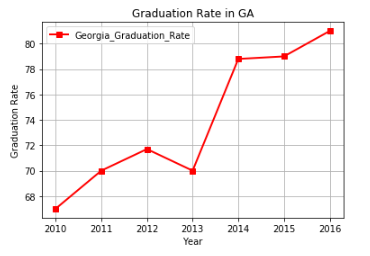 Graduation Rate in GA
Georgia_Graduation_Rate
80
78
76
74
72
70
68
Graduation Rate
2010 2011 2012 2013 2014 2015 2016
Year